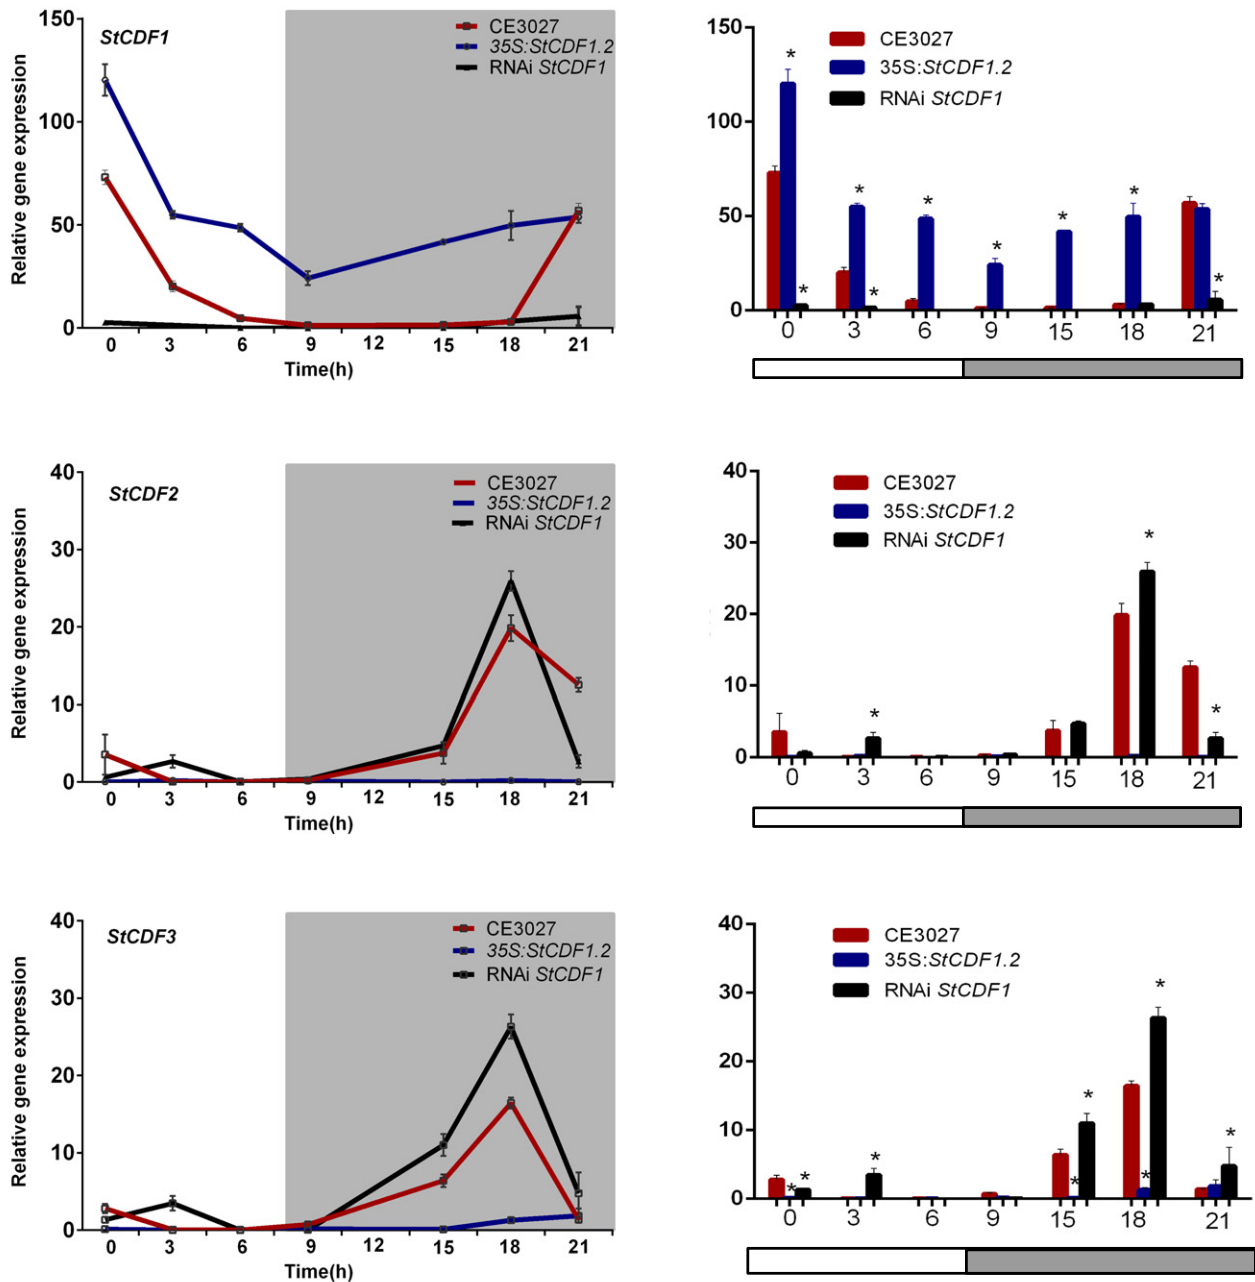 StCDF1
CE3027
35S:StCDF1.2
RNAi StCDF1
Relative gene expression
150
100
50
0
0 3 6 9 12 15 18 21
Time(h)
CE3027
35S:StCDF1.2
RNAi StCDF1
150
100
50
0
* * * * * * * * *
0 3 6 9 15 18 21
StCDF2
CE3027
35S:StCDF1.2
RNAi StCDF1
Relative gene expression
40
30
20
10
0
0 3 6 9 12 15 18 21
Time(h)
CE3027
35S:StCDF1.2
RNAi StCDF1
40
30
20
10
0
* * *
0 3 6 9 15 18 21
StCDF3
CE3027
35S:StCDF1.2
RNAi StCDF1
Relative gene expression
40
30
20
10
0
0 3 6 9 12 15 18 21
Time(h)
CE3027
35S:StCDF1.2
RNAi StCDF1
40
30
20
10
0
* * * * * * * *
0 3 6 9 15 18 21